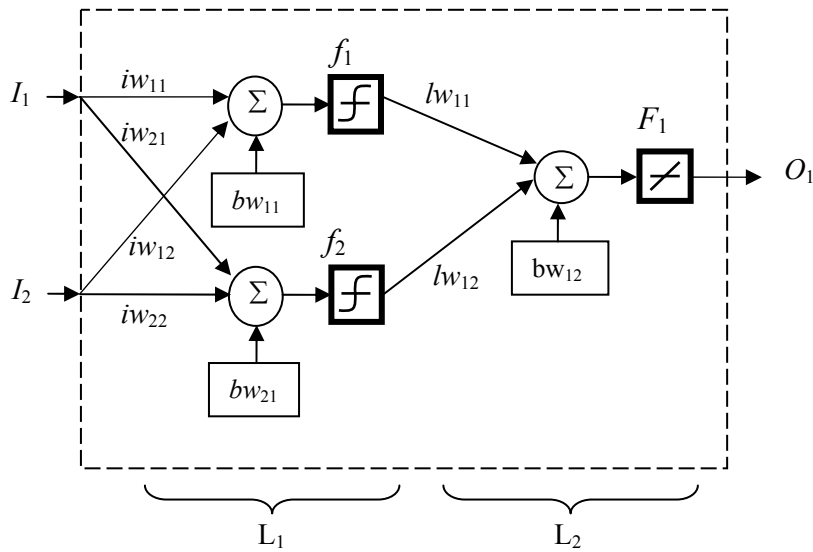 f₁
I₁
iw₁₁
Σ
lw₁₁
iw₂₁
F₁
bw₁₁
Σ
O₁
f₂
iw₁₂
lw₁₂
bw₁₂
I₂
Σ
iw₂₂
bw₂₁
L₁
L₂